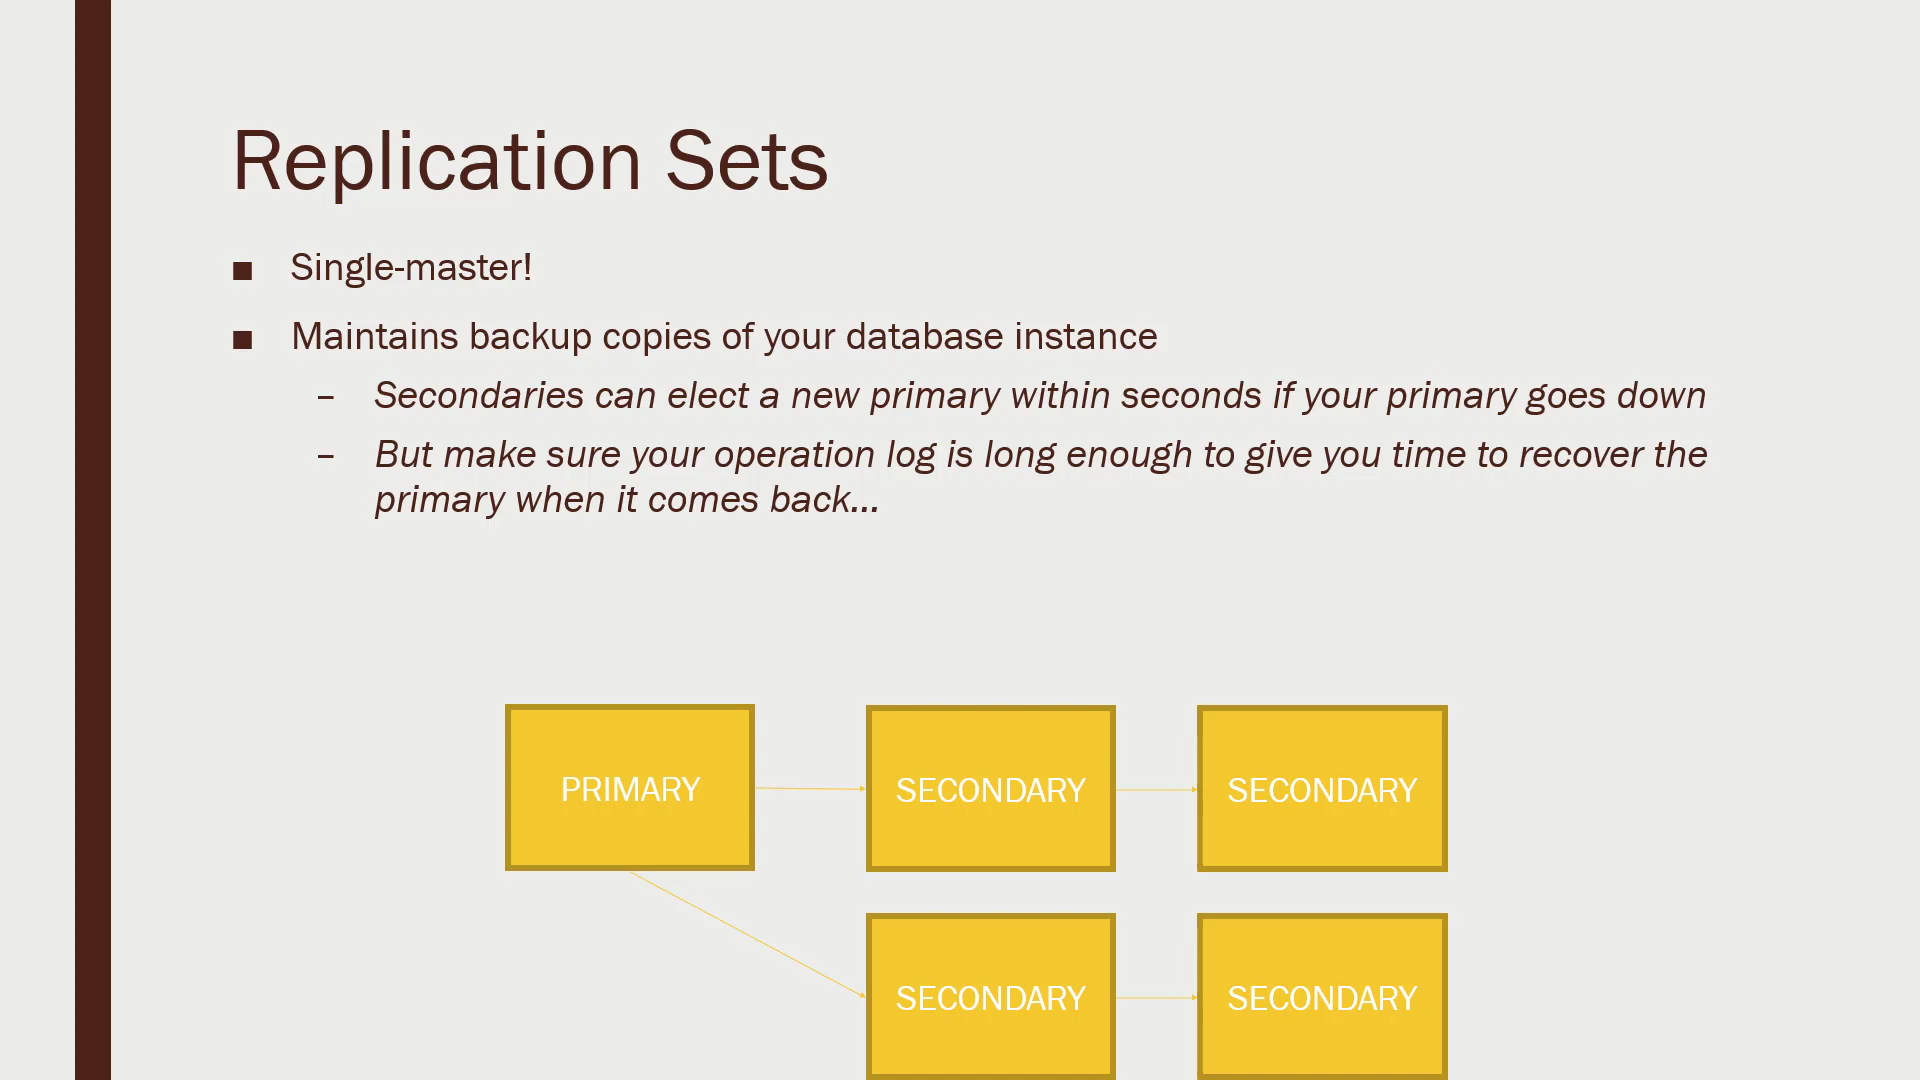 Replication Sets
■ Single-master!
■ Maintains backup copies of your database instance
– Secondaries can elect a new primary within seconds if your primary goes down
– But make sure your operation log is long enough to give you time to recover the
primary when it comes back...
PRIMARY
SECONDARY
SECONDARY
SECONDARY
SECONDARY